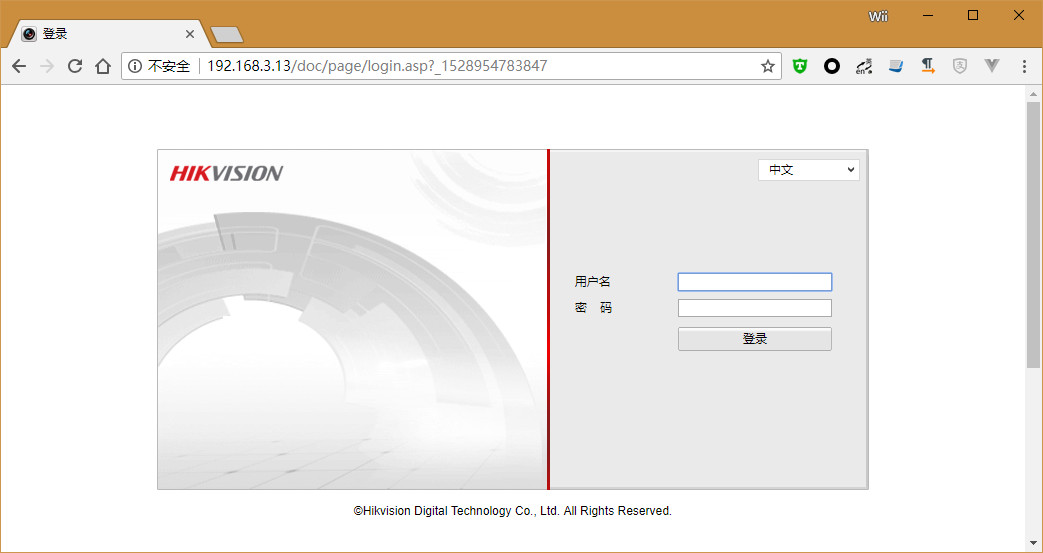 Wii
登录
不安全 192.168.3.13/doc/page/login.asp?_1528954783847
HIKVISION
中文
用户名
密 码
登录
©Hikvision Digital Technology Co., Ltd. All Rights Reserved.